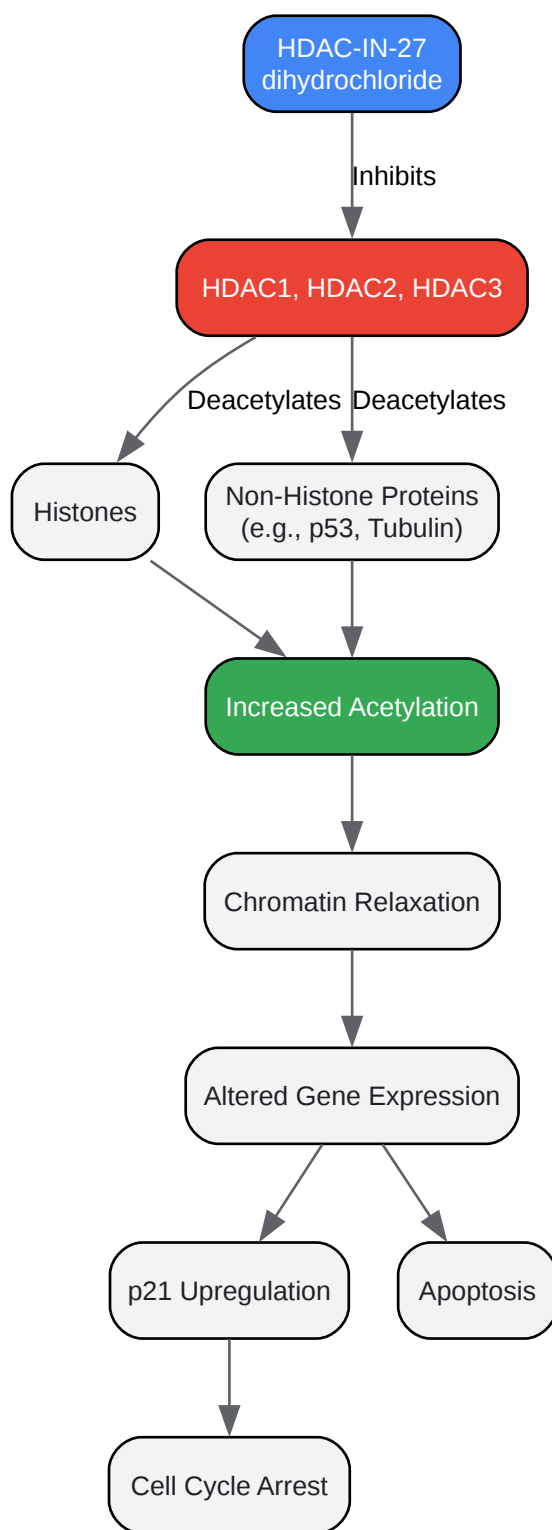 HDAC-IN-27
dihydrochloride
Inhibits
HDAC1, HDAC2, HDAC3
Deacetylates
Deacetylates
Histones
Non-Histone Proteins
(e.g., p53, Tubulin)
Increased Acetylation
Chromatin Relaxation
Altered Gene Expression
p21 Upregulation
Apoptosis
Cell Cycle Arrest